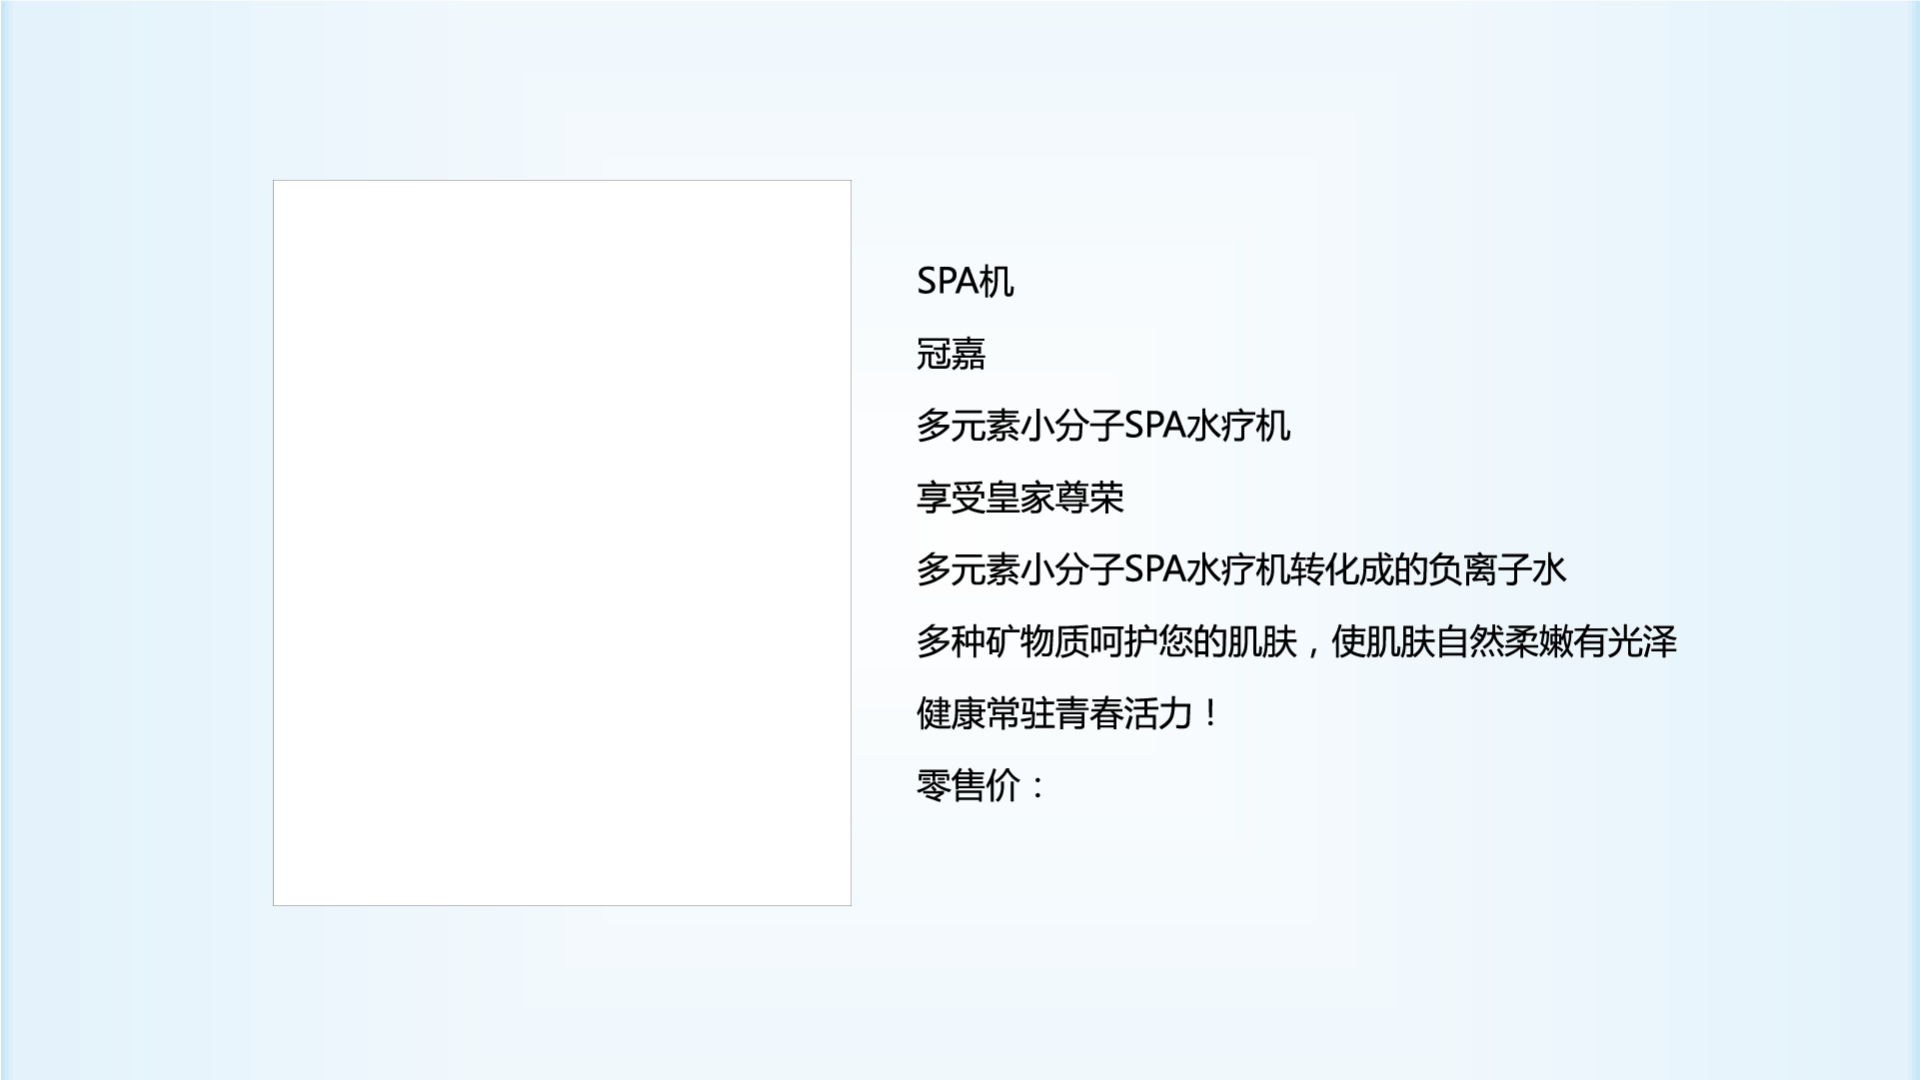 SPA机
冠嘉
多元素小分子SPA水疗机
享受皇家尊荣
多元素小分子SPA水疗机转化成的负离子水
多种矿物质呵护您的肌肤，使肌肤自然柔嫩有光泽
健康常驻青春活力！
零售价：